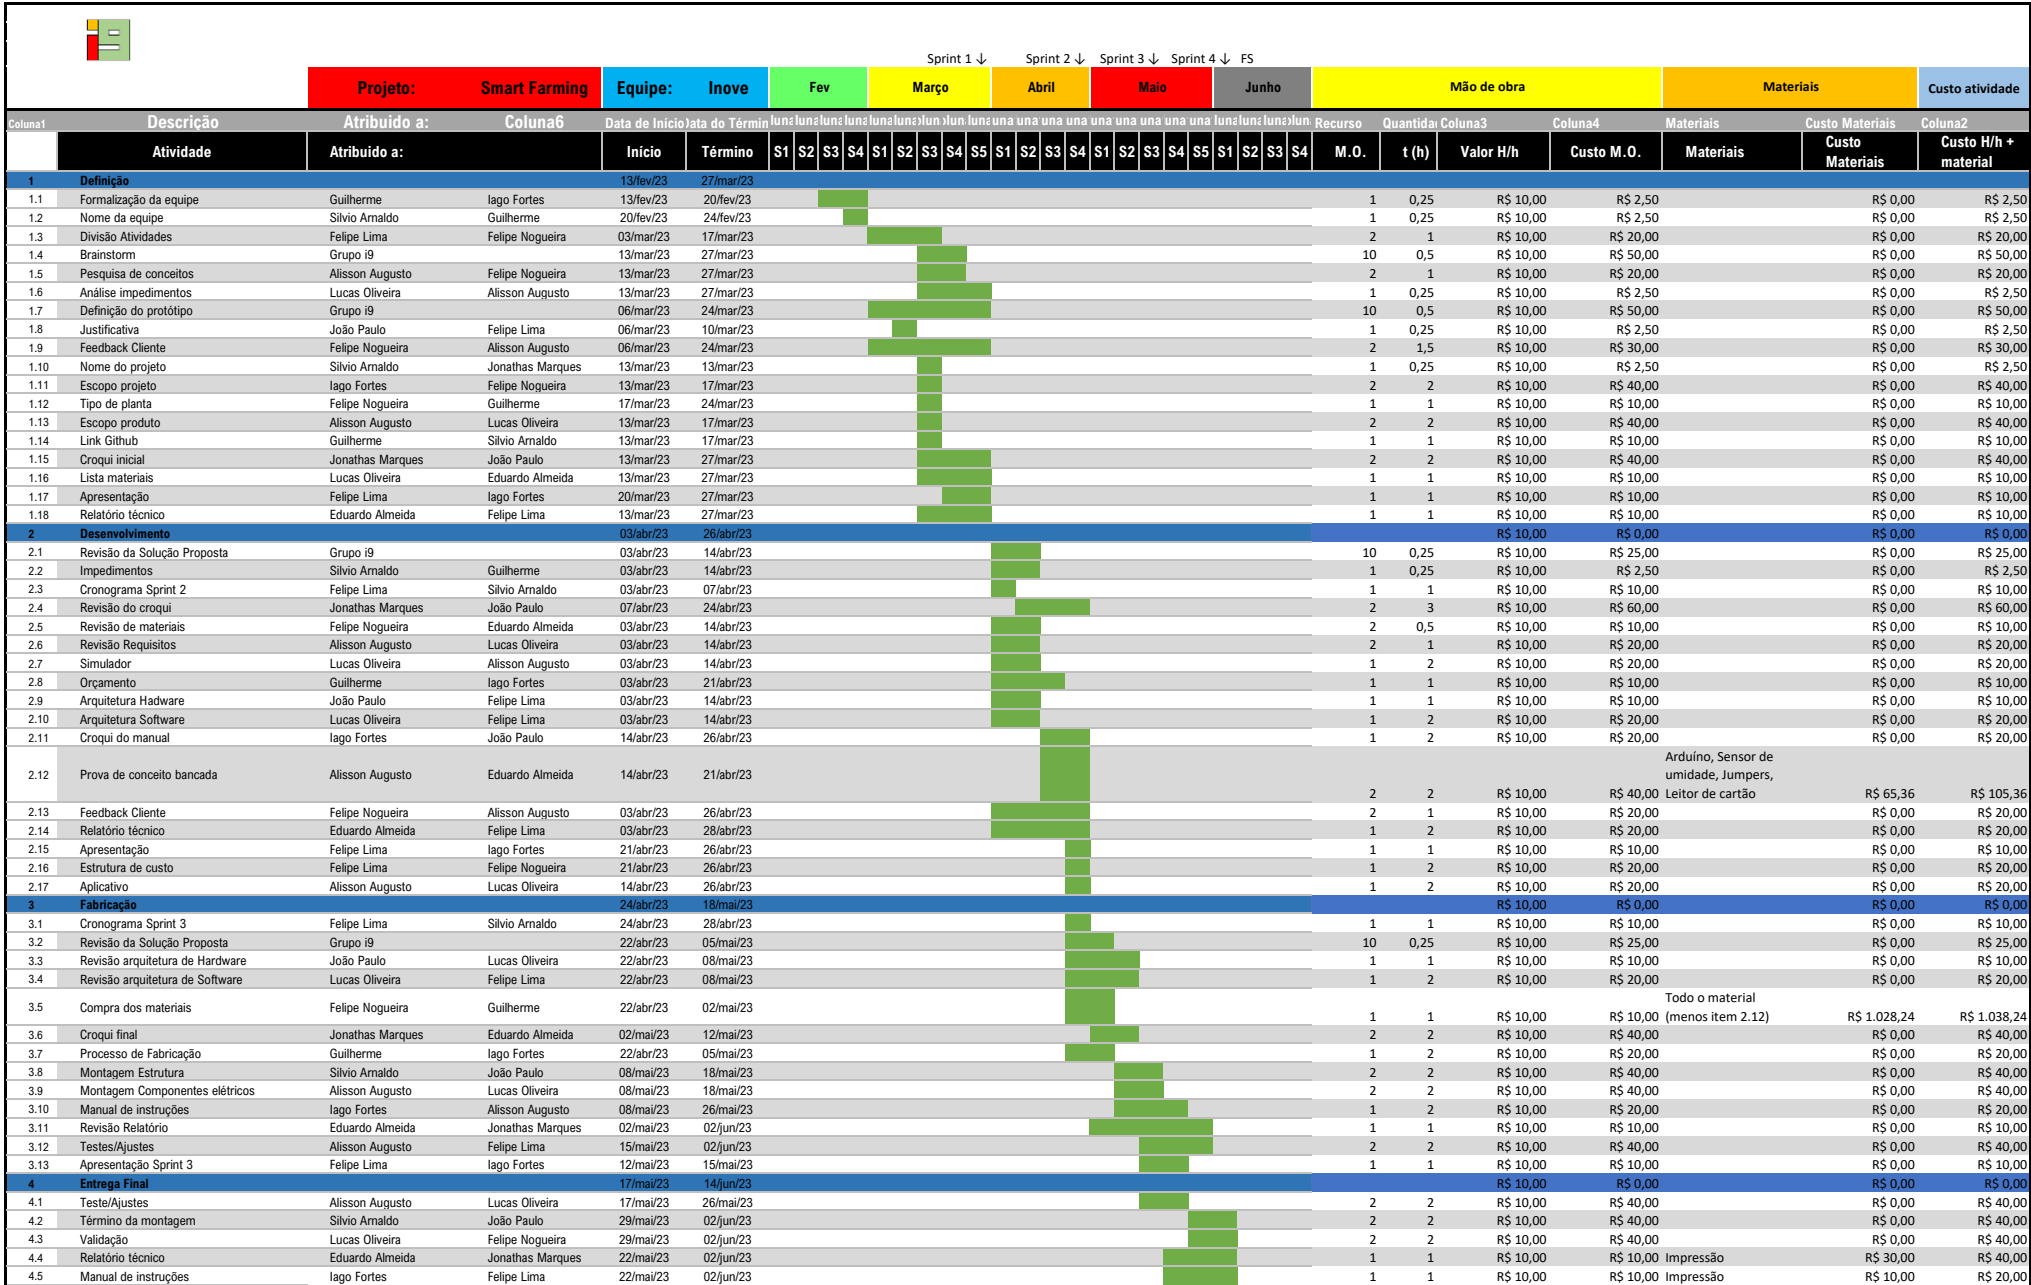 i9
Sprint 1 ↓ Sprint 2 ↓ Sprint 3 ↓ Sprint 4 ↓ FS
Projeto: Smart Farming Equipe: Inove Fev Março Abril Maio Junho Mão de obra Materiais Custo atividade
Coluna1 Descrição Atribuido a: Coluna6 Data de Início Data do Términ Recurso Quantida Coluna3 Coluna4 Materiais Custo Materiais Coluna2
Atividade Atribuido a: Início Término S1 S2 S3 S4 S1 S2 S3 S4 S5 S1 S2 S3 S4 S1 S2 S3 S4 S5 S1 S2 S3 S4 M.O. t (h) Valor H/h Custo M.O. Materiais Custo Materiais Custo H/h + material
1 Definição 13/fev/23 27/mar/23
1.1 Formalização da equipe Guilherme Iago Fortes 13/fev/23 20/fev/23 1 0,25 R$ 10,00 R$ 2,50 R$ 0,00 R$ 2,50
1.2 Nome da equipe Silvio Arnaldo Guilherme 20/fev/23 24/fev/23 1 0,25 R$ 10,00 R$ 2,50 R$ 0,00 R$ 2,50
1.3 Divisão Atividades Felipe Lima Felipe Nogueira 03/mar/23 17/mar/23 2 1 R$ 10,00 R$ 20,00 R$ 0,00 R$ 20,00
1.4 Brainstorm Grupo i9 13/mar/23 27/mar/23 10 0,5 R$ 10,00 R$ 50,00 R$ 0,00 R$ 50,00
1.5 Pesquisa de conceitos Alisson Augusto Felipe Nogueira 13/mar/23 27/mar/23 2 1 R$ 10,00 R$ 20,00 R$ 0,00 R$ 20,00
1.6 Análise impedimentos Lucas Oliveira Alisson Augusto 13/mar/23 27/mar/23 1 0,25 R$ 10,00 R$ 2,50 R$ 0,00 R$ 2,50
1.7 Definição do protótipo Grupo i9 06/mar/23 24/mar/23 10 0,5 R$ 10,00 R$ 50,00 R$ 0,00 R$ 50,00
1.8 Justificativa João Paulo Felipe Lima 06/mar/23 10/mar/23 1 0,25 R$ 10,00 R$ 2,50 R$ 0,00 R$ 2,50
1.9 Feedback Cliente Felipe Nogueira Alisson Augusto 06/mar/23 24/mar/23 2 1,5 R$ 10,00 R$ 30,00 R$ 0,00 R$ 30,00
1.10 Nome do projeto Silvio Arnaldo Jonathas Marques 13/mar/23 13/mar/23 1 0,25 R$ 10,00 R$ 2,50 R$ 0,00 R$ 2,50
1.11 Escopo projeto Iago Fortes Felipe Nogueira 13/mar/23 17/mar/23 2 2 R$ 10,00 R$ 40,00 R$ 0,00 R$ 40,00
1.12 Tipo de planta Felipe Nogueira Guilherme 17/mar/23 24/mar/23 1 1 R$ 10,00 R$ 10,00 R$ 0,00 R$ 10,00
1.13 Escopo produto Alisson Augusto Lucas Oliveira 13/mar/23 17/mar/23 2 2 R$ 10,00 R$ 40,00 R$ 0,00 R$ 40,00
1.14 Link Github Guilherme Silvio Arnaldo 13/mar/23 17/mar/23 1 1 R$ 10,00 R$ 10,00 R$ 0,00 R$ 10,00
1.15 Croqui inicial Jonathas Marques João Paulo 13/mar/23 27/mar/23 2 2 R$ 10,00 R$ 40,00 R$ 0,00 R$ 40,00
1.16 Lista materiais Lucas Oliveira Eduardo Almeida 13/mar/23 27/mar/23 1 1 R$ 10,00 R$ 10,00 R$ 0,00 R$ 10,00
1.17 Apresentação Felipe Lima Iago Fortes 20/mar/23 27/mar/23 1 1 R$ 10,00 R$ 10,00 R$ 0,00 R$ 10,00
1.18 Relatório técnico Eduardo Almeida Felipe Lima 13/mar/23 27/mar/23 1 1 R$ 10,00 R$ 10,00 R$ 0,00 R$ 10,00
2 Desenvolvimento 03/abr/23 26/abr/23 R$ 10,00 R$ 0,00 R$ 0,00 R$ 0,00
2.1 Revisão da Solução Proposta Grupo i9 03/abr/23 14/abr/23 10 0,25 R$ 10,00 R$ 25,00 R$ 0,00 R$ 25,00
2.2 Impedimentos Silvio Arnaldo Guilherme 03/abr/23 14/abr/23 1 0,25 R$ 10,00 R$ 2,50 R$ 0,00 R$ 2,50
2.3 Cronograma Sprint 2 Felipe Lima Silvio Arnaldo 03/abr/23 07/abr/23 1 1 R$ 10,00 R$ 10,00 R$ 0,00 R$ 10,00
2.4 Revisão do croqui Jonathas Marques João Paulo 07/abr/23 24/abr/23 2 3 R$ 10,00 R$ 60,00 R$ 0,00 R$ 60,00
2.5 Revisão de materiais Felipe Nogueira Eduardo Almeida 03/abr/23 14/abr/23 2 0,5 R$ 10,00 R$ 10,00 R$ 0,00 R$ 10,00
2.6 Revisão Requisitos Alisson Augusto Lucas Oliveira 03/abr/23 14/abr/23 2 1 R$ 10,00 R$ 20,00 R$ 0,00 R$ 20,00
2.7 Simulador Lucas Oliveira Alisson Augusto 03/abr/23 14/abr/23 1 2 R$ 10,00 R$ 20,00 R$ 0,00 R$ 20,00
2.8 Orçamento Guilherme Iago Fortes 03/abr/23 21/abr/23 1 1 R$ 10,00 R$ 10,00 R$ 0,00 R$ 10,00
2.9 Arquitetura Hadware João Paulo Felipe Lima 03/abr/23 14/abr/23 1 1 R$ 10,00 R$ 10,00 R$ 0,00 R$ 10,00
2.10 Arquitetura Software Lucas Oliveira Felipe Lima 03/abr/23 14/abr/23 1 2 R$ 10,00 R$ 20,00 R$ 0,00 R$ 20,00
2.11 Croqui do manual Iago Fortes João Paulo 14/abr/23 26/abr/23 1 2 R$ 10,00 R$ 20,00 R$ 0,00 R$ 20,00
2.12 Prova de conceito bancada Alisson Augusto Eduardo Almeida 14/abr/23 21/abr/23 2 2 R$ 10,00 R$ 40,00 Arduíno, Sensor de umidade, Jumpers, Leitor de cartão R$ 65,36 R$ 105,36
2.13 Feedback Cliente Felipe Nogueira Alisson Augusto 03/abr/23 26/abr/23 2 1 R$ 10,00 R$ 20,00 R$ 0,00 R$ 20,00
2.14 Relatório técnico Eduardo Almeida Felipe Lima 03/abr/23 28/abr/23 1 2 R$ 10,00 R$ 20,00 R$ 0,00 R$ 20,00
2.15 Apresentação Felipe Lima Iago Fortes 21/abr/23 26/abr/23 1 1 R$ 10,00 R$ 10,00 R$ 0,00 R$ 10,00
2.16 Estrutura de custo Felipe Lima Felipe Nogueira 21/abr/23 26/abr/23 1 2 R$ 10,00 R$ 20,00 R$ 0,00 R$ 20,00
2.17 Aplicativo Alisson Augusto Lucas Oliveira 14/abr/23 26/abr/23 1 2 R$ 10,00 R$ 20,00 R$ 0,00 R$ 20,00
3 Fabricação 24/abr/23 18/mai/23 R$ 10,00 R$ 0,00 R$ 0,00 R$ 0,00
3.1 Cronograma Sprint 3 Felipe Lima Silvio Arnaldo 24/abr/23 28/abr/23 1 1 R$ 10,00 R$ 10,00 R$ 0,00 R$ 10,00
3.2 Revisão da Solução Proposta Grupo i9 22/abr/23 05/mai/23 10 0,25 R$ 10,00 R$ 25,00 R$ 0,00 R$ 25,00
3.3 Revisão arquitetura de Hardware João Paulo Lucas Oliveira 22/abr/23 08/mai/23 1 1 R$ 10,00 R$ 10,00 R$ 0,00 R$ 10,00
3.4 Revisão arquitetura de Software Lucas Oliveira Felipe Lima 22/abr/23 08/mai/23 1 2 R$ 10,00 R$ 20,00 R$ 0,00 R$ 20,00
3.5 Compra dos materiais Felipe Nogueira Guilherme 22/abr/23 02/mai/23 1 1 R$ 10,00 R$ 10,00 Todo o material (menos item 2.12) R$ 1.028,24 R$ 1.038,24
3.6 Croqui final Jonathas Marques Eduardo Almeida 02/mai/23 12/mai/23 2 2 R$ 10,00 R$ 40,00 R$ 0,00 R$ 40,00
3.7 Processo de Fabricação Guilherme Iago Fortes 22/abr/23 05/mai/23 1 2 R$ 10,00 R$ 20,00 R$ 0,00 R$ 20,00
3.8 Montagem Estrutura Silvio Arnaldo João Paulo 08/mai/23 18/mai/23 2 2 R$ 10,00 R$ 40,00 R$ 0,00 R$ 40,00
3.9 Montagem Componentes elétricos Alisson Augusto Lucas Oliveira 08/mai/23 18/mai/23 2 2 R$ 10,00 R$ 40,00 R$ 0,00 R$ 40,00
3.10 Manual de instruções Iago Fortes Alisson Augusto 08/mai/23 26/mai/23 1 2 R$ 10,00 R$ 20,00 R$ 0,00 R$ 20,00
3.11 Revisão Relatório Eduardo Almeida Jonathas Marques 02/mai/23 02/jun/23 1 1 R$ 10,00 R$ 10,00 R$ 0,00 R$ 10,00
3.12 Testes/Ajustes Alisson Augusto Felipe Lima 15/mai/23 02/jun/23 2 2 R$ 10,00 R$ 40,00 R$ 0,00 R$ 40,00
3.13 Apresentação Sprint 3 Felipe Lima Iago Fortes 12/mai/23 15/mai/23 1 1 R$ 10,00 R$ 10,00 R$ 0,00 R$ 10,00
4 Entrega Final 17/mai/23 14/jun/23 R$ 10,00 R$ 0,00 R$ 0,00 R$ 0,00
4.1 Teste/Ajustes Alisson Augusto Lucas Oliveira 17/mai/23 26/mai/23 2 2 R$ 10,00 R$ 40,00 R$ 0,00 R$ 40,00
4.2 Término da montagem Silvio Arnaldo João Paulo 29/mai/23 02/jun/23 2 2 R$ 10,00 R$ 40,00 R$ 0,00 R$ 40,00
4.3 Validação Lucas Oliveira Felipe Nogueira 29/mai/23 02/jun/23 2 2 R$ 10,00 R$ 40,00 R$ 0,00 R$ 40,00
4.4 Relatório técnico Eduardo Almeida Jonathas Marques 22/mai/23 02/jun/23 1 1 R$ 10,00 R$ 10,00 Impressão R$ 30,00 R$ 40,00
4.5 Manual de instruções Iago Fortes Felipe Lima 22/mai/23 02/jun/23 1 1 R$ 10,00 R$ 10,00 Impressão R$ 10,00 R$ 20,00